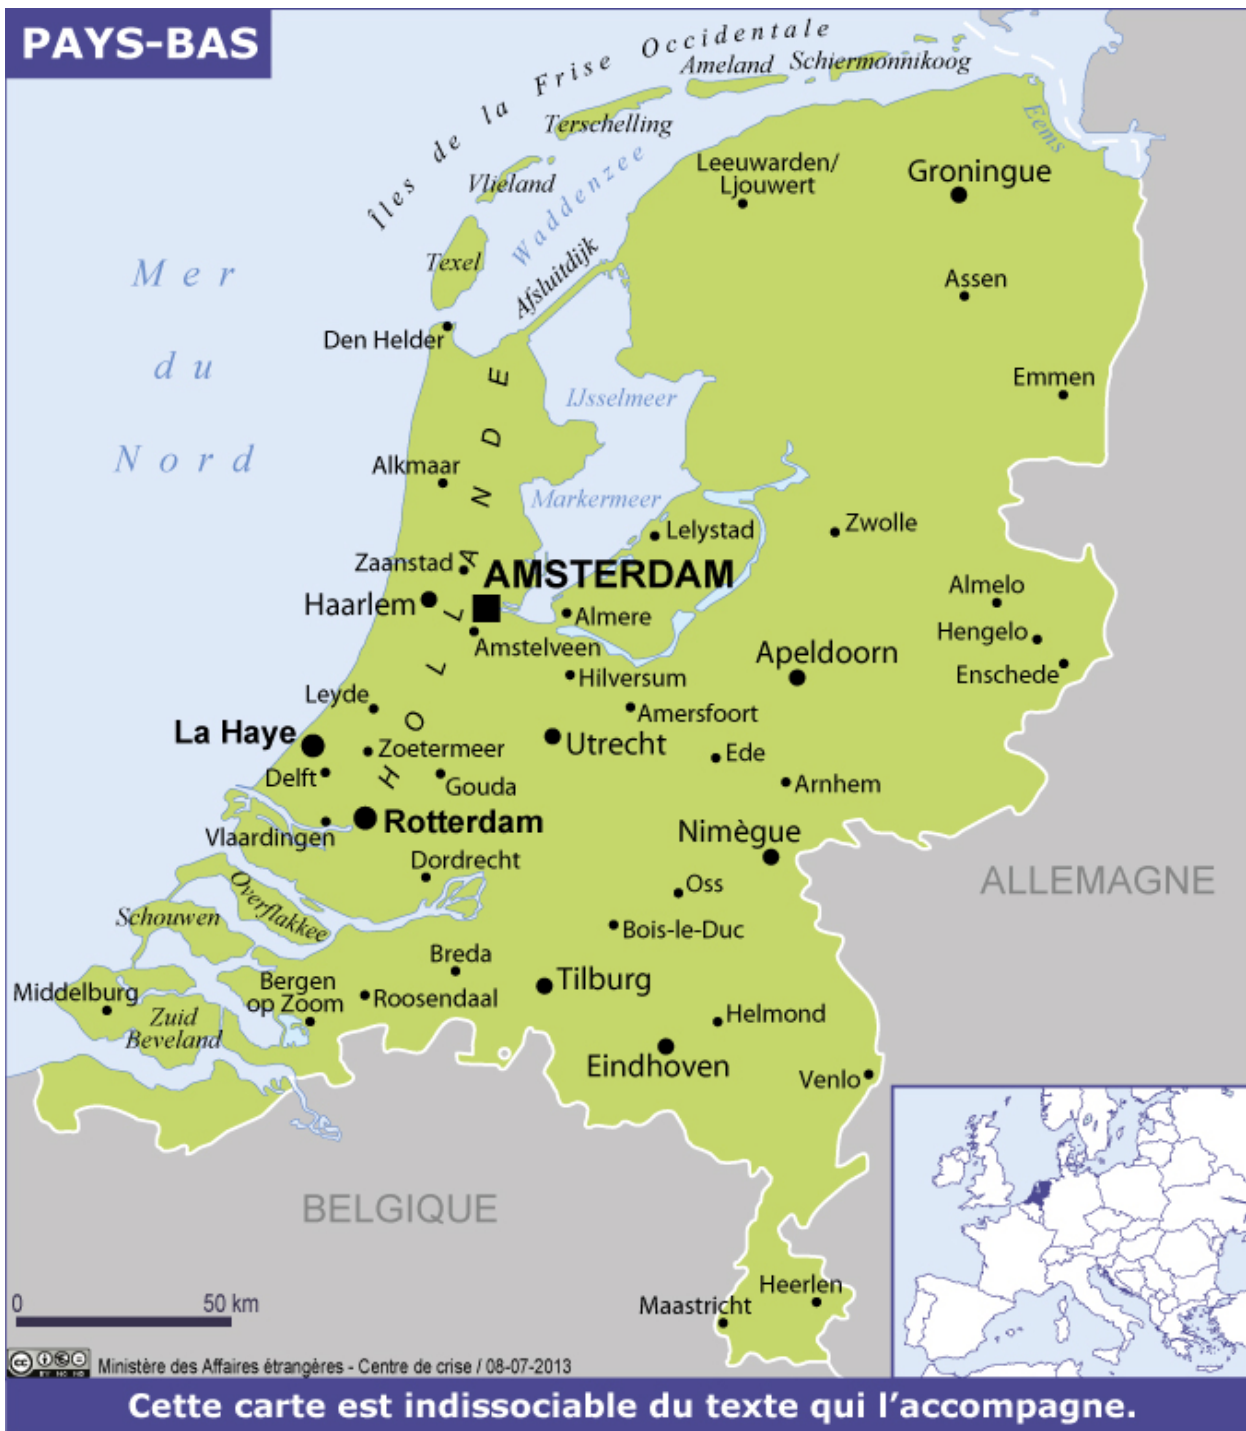 PAYS-BAS
Îles de la Frise Occidentale
Ameland
Schiermonnikoog
Terschelling
Vlieland
Texel
Waddenzee
Afsluitdijk
Eems
Leeuwarden/
Ljouwert
Groningue
Assen
Emmen
Mer
du
Nord
Den Helder
HOLLANDE
IJsselmeer
Markermeer
Alkmaar
Lelystad
Zwolle
Zaanstad
AMSTERDAM
Haarlem
Almere
Almelo
Amstelveen
Hengelo
Apeldoorn
Enschede
Hilversum
Leyde
Amersfoort
La Haye
Zoetermeer
Utrecht
Ede
Delft
Gouda
Arnhem
Rotterdam
Vlaardingen
Nimègue
Dordrecht
Oss
ALLEMAGNE
Overflakkee
Schouwen
Bois-le-Duc
Breda
Bergen
op Zoom
Roosendaal
Tilburg
Middelburg
Zuid
Beveland
Helmond
Eindhoven
Venlo
BELGIQUE
Heerlen
Maastricht
0 50 km
cc
BY NC ND
Ministère des Affaires étrangères - Centre de crise / 08-07-2013
Cette carte est indissociable du texte qui l'accompagne.